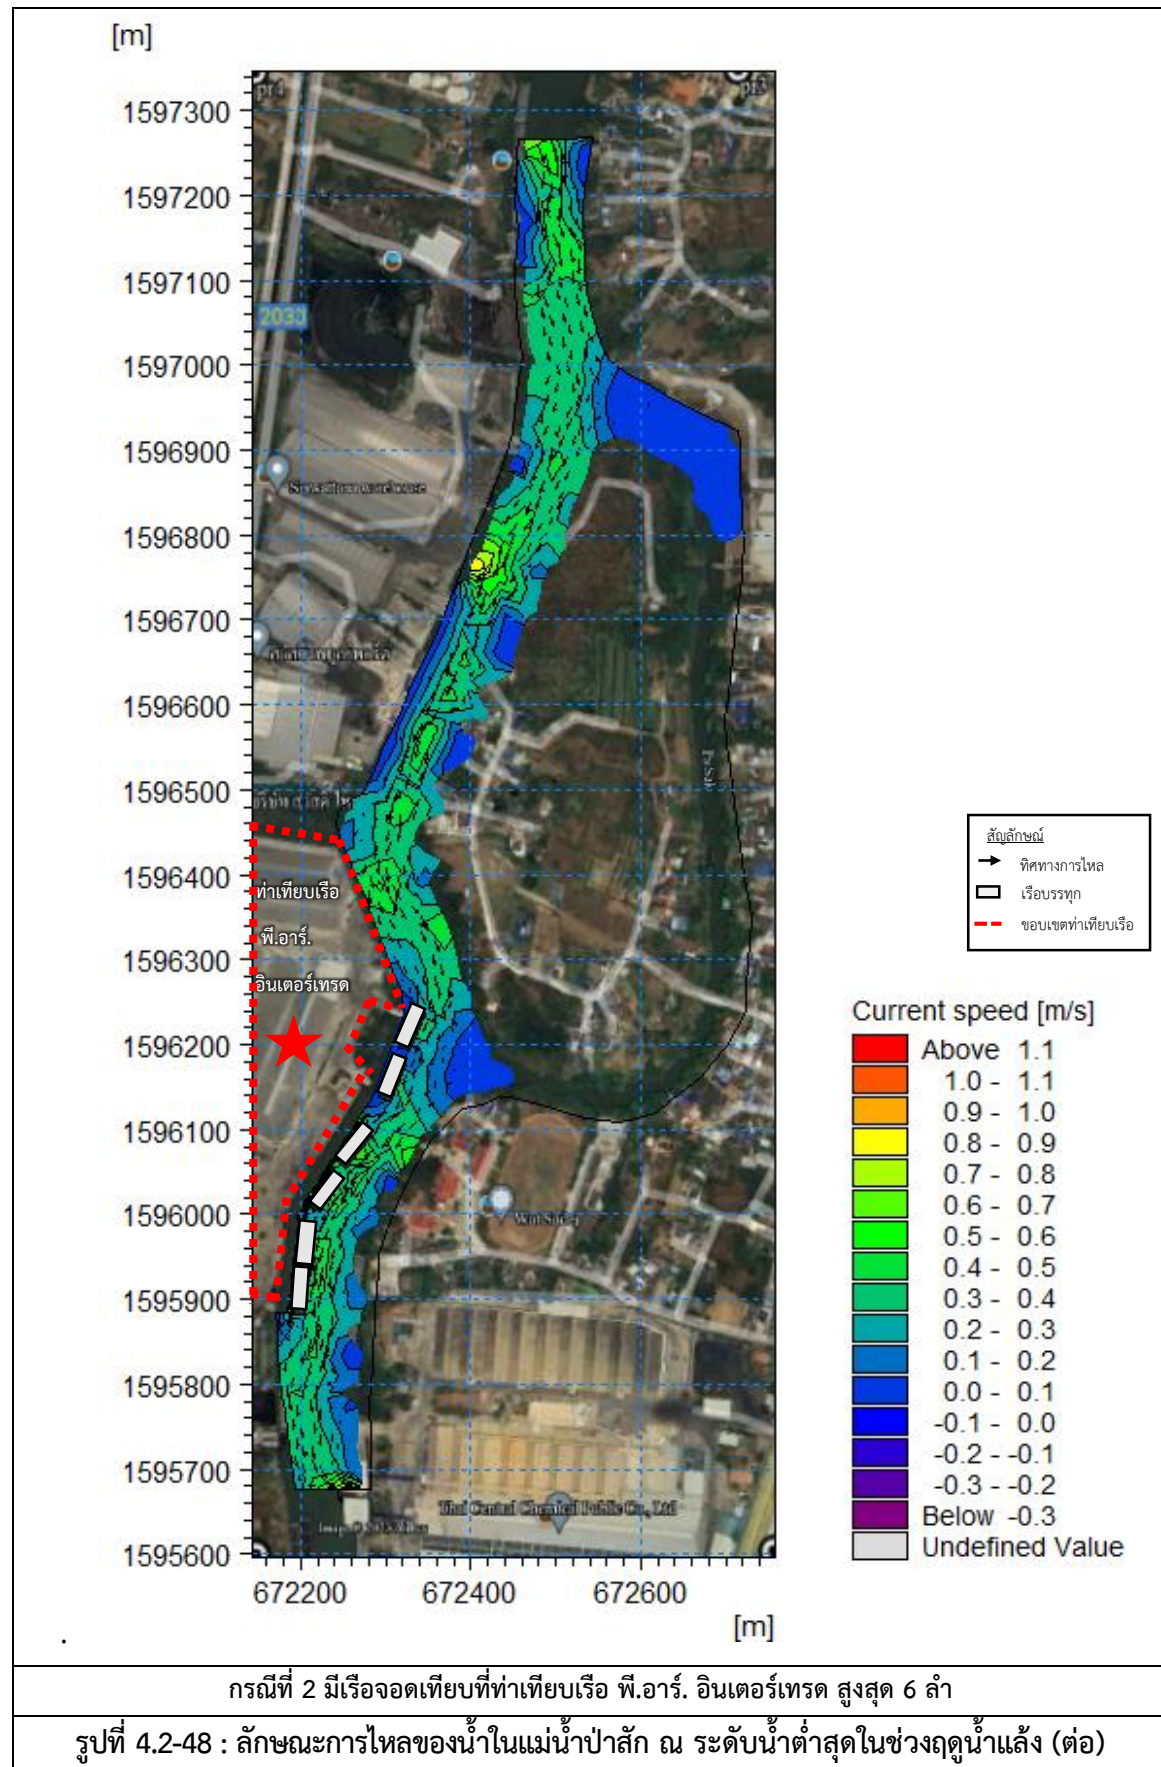 [m]
1597300
1597200
1597100
1597000
1596900
1596800
1596700
1596600
1596500
1596400
1596300
1596200
1596100
1596000
1595900
1595800
1595700
1595600
672200 672400 672600
[m]
pr4
pr3
2033
warehouse
ท่าเทียบเรือ
พี.อาร์.
อินเตอร์เทรด
Thai Central Chemical Public Co., Ltd
สัญลักษณ์
ทิศทางการไหล
เรือบรรทุก
ขอบเขตท่าเทียบเรือ
Current speed [m/s]
Above 1.1
1.0 - 1.1
0.9 - 1.0
0.8 - 0.9
0.7 - 0.8
0.6 - 0.7
0.5 - 0.6
0.4 - 0.5
0.3 - 0.4
0.2 - 0.3
0.1 - 0.2
0.0 - 0.1
-0.1 - 0.0
-0.2 - -0.1
-0.3 - -0.2
Below -0.3
Undefined Value
กรณีที่ 2 มีเรือจอดเทียบที่ท่าเทียบเรือ พี.อาร์. อินเตอร์เทรด สูงสุด 6 ลำ
รูปที่ 4.2-48 : ลักษณะการไหลของน้ำในแม่น้ำป่าสัก ณ ระดับน้ำต่ำสุดในช่วงฤดูน้ำแล้ง (ต่อ)